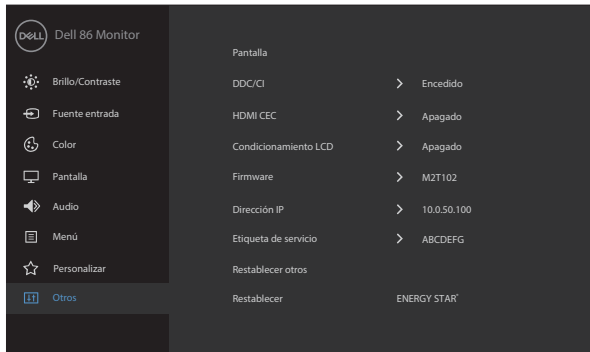 DELL Dell 86 Monitor
Pantalla
Brillo/Contraste DDC/CI Encedido
Fuente entrada HDMI CEC Apagado
Color Condicionamiento LCD Apagado
Pantalla Firmware M2T102
Audio Dirección IP 10.0.50.100
Menú Etiqueta de servicio ABCDEFG
Personalizar Restablecer otros
Otros Restablecer ENERGY STAR®